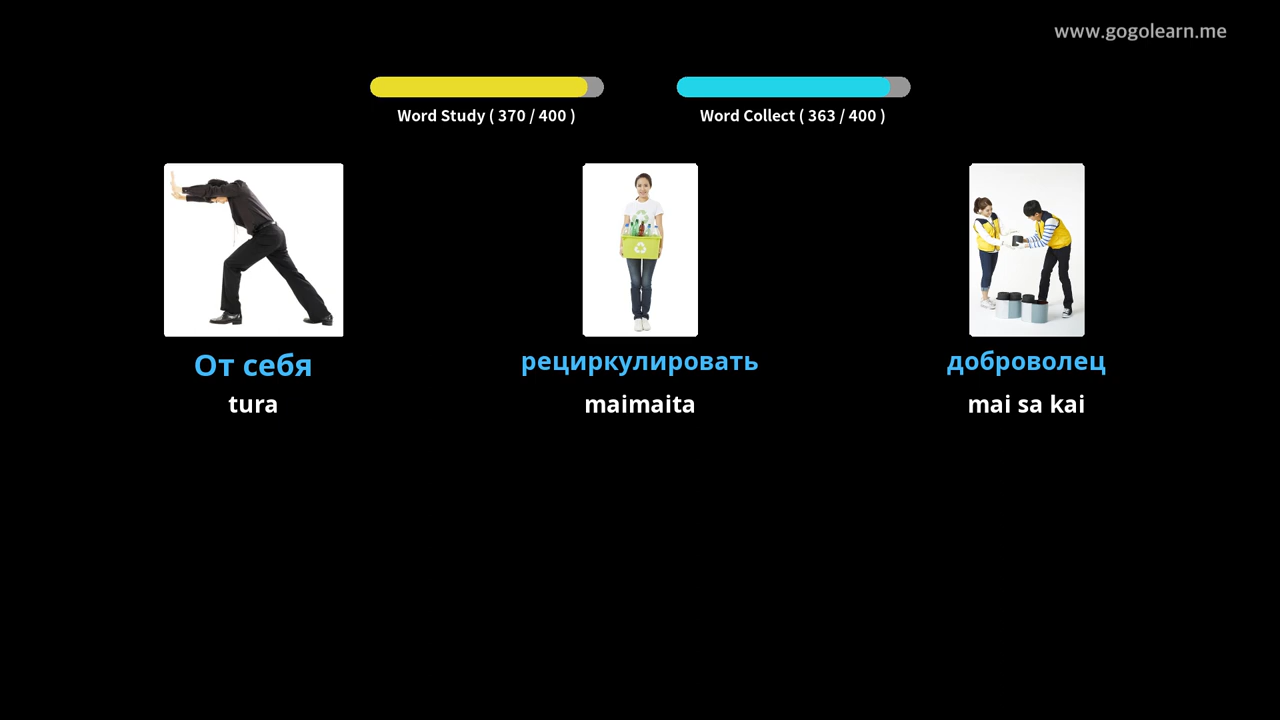 www.gogolearn.me
Word Study ( 370 / 400 )
Word Collect ( 363 / 400 )
От себя
рециркулировать
доброволец
tura
maimaita
mai sa kai